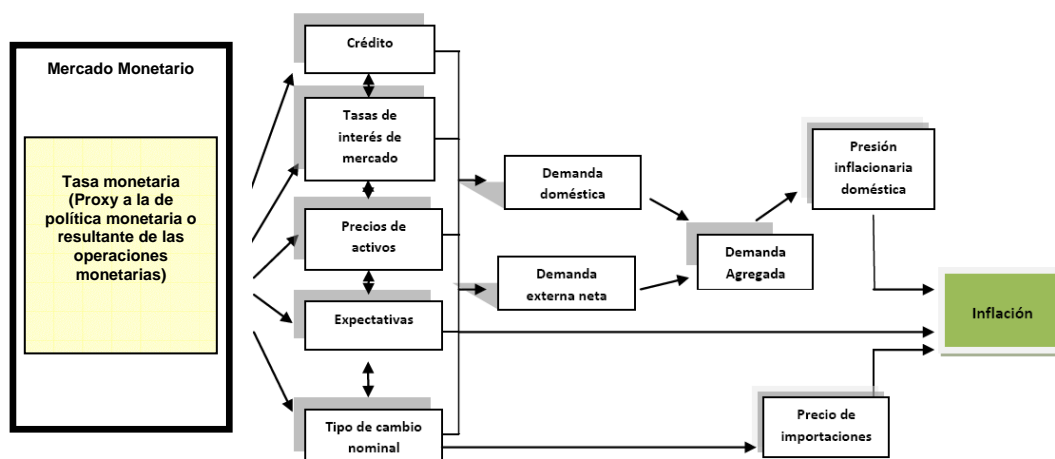 Mercado Monetario
Tasa monetaria
(Proxy a la de
política monetaria o
resultante de las
operaciones
monetarias)
Crédito
Tasas de
interés de
mercado
Precios de
activos
Expectativas
Tipo de cambio
nominal
Demanda
doméstica
Demanda
externa neta
Demanda
Agregada
Presión
inflacionaria
doméstica
Precio de
importaciones
Inflación